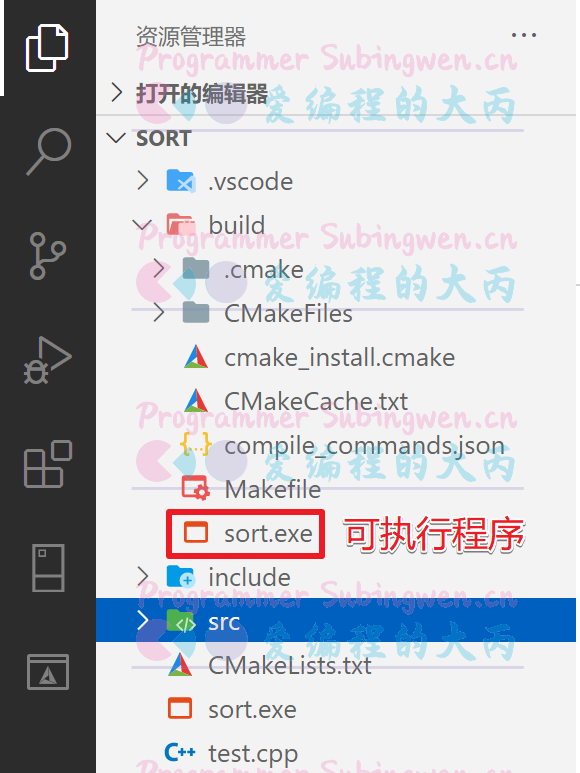 资源管理器
···
Programmer Subingwen.cn
打开的编辑器
爱编程的大丙
SORT
.vscode
build
Programmer Subingwen.cn
.cmake
爱编程的大丙
CMakeFiles
cmake_install.cmake
CMakeCache.txt
Programmer Subingwen.cn
compile_commands.json
爱编程的大丙
Makefile
sort.exe 可执行程序
include
Programmer Subingwen.cn
src
爱编程的大丙
CMakeLists.txt
sort.exe
C++ test.cpp
Programmer Subingwen.cn